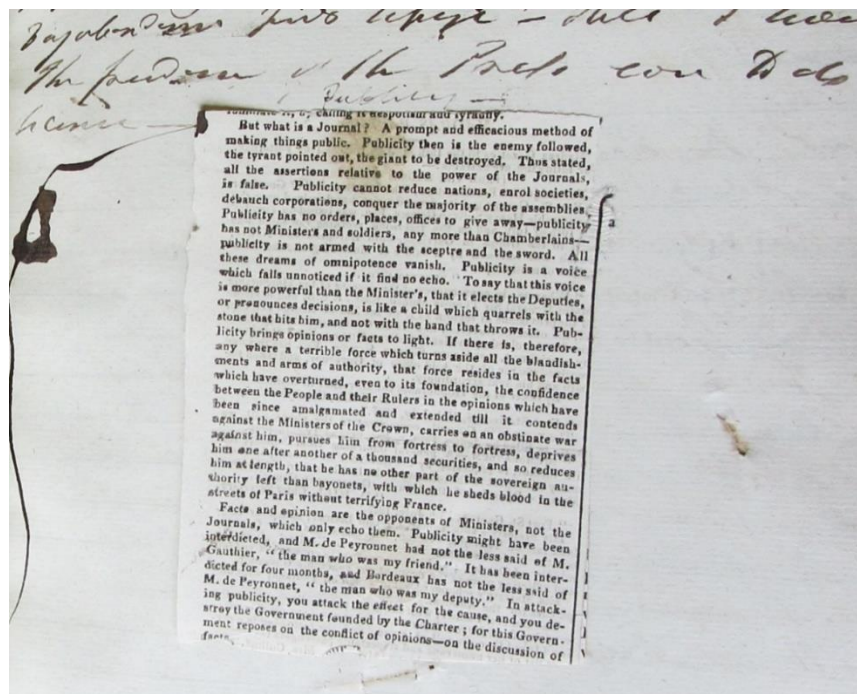 the freedom of the Press can
Publicity —
calling it despotism and tyranny.
But what is a Journal? A prompt and efficacious method of
making things public. Publicity then is the enemy followed,
the tyrant pointed out, the giant to be destroyed. Thus stated,
all the assertions relative to the power of the Journals,
is false. Publicity cannot reduce nations, enrol societies,
debauch corporations, conquer the majority of the assemblies
Publicity has no orders, places, offices to give away—publicity
has not Ministers and soldiers, any more than Chamberlains—
publicity is not armed with the sceptre and the sword. All
these dreams of omnipotence vanish. Publicity is a voice
which falls unnoticed if it find no echo. To say that this voice
is more powerful than the Minister's, that it elects the Deputies,
or pronounces decisions, is like a child which quarrels with the
stone that hits him, and not with the hand that throws it. Pub-
licity brings opinions or facts to light. If there is, therefore,
any where a terrible force which turns aside all the blandish-
ments and arms of authority, that force resides in the facts
which have overturned, even to its foundation, the confidence
between the People and their Rulers in the opinions which have
been since amalgamated and extended till it contends
against the Ministers of the Crown, carries on an obstinate war
against him, pursues him from fortress to fortress, deprives
him one after another of a thousand securities, and so reduces
him at length, that he has no other part of the sovereign au-
thority left than bayonets, with which he sheds blood in the
streets of Paris without terrifying France.
Facts and opinion are the opponents of Ministers, not the
Journals, which only echo them. Publicity might have been
interdicted, and M. de Peyronnet had not the less said of M.
Gauthier, "the man who was my friend." It has been inter-
dicted for four months, and Bordeaux has not the less said of
M. de Peyronnet, "the man who was my deputy." In attack-
ing publicity, you attack the effect for the cause, and you de-
stroy the Government founded by the Charter; for this Govern-
ment reposes on the conflict of opinions—on the discussion of
facts.